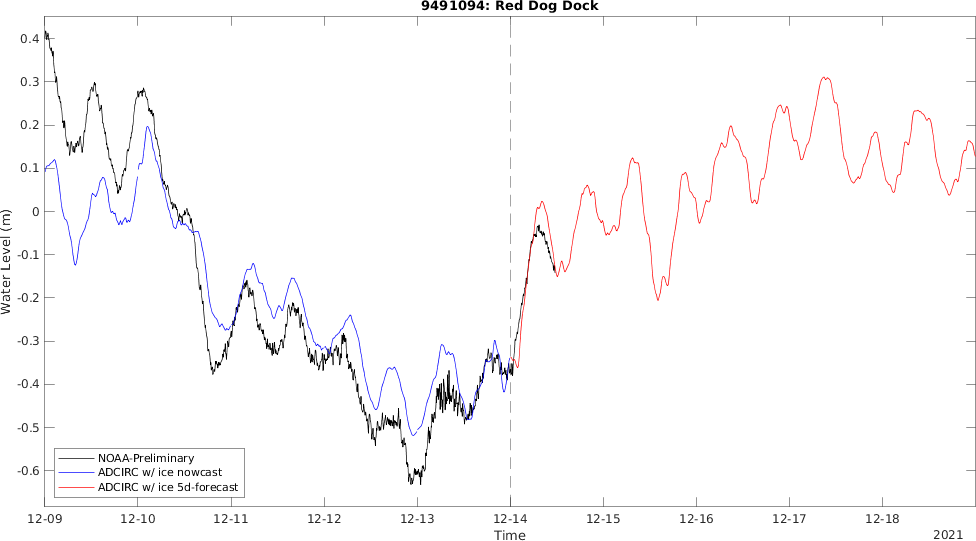 9491094: Red Dog Dock
Water Level (m)
0.4
0.3
0.2
0.1
0
-0.1
-0.2
-0.3
-0.4
-0.5
-0.6
NOAA-Preliminary
ADCIRC w/ ice nowcast
ADCIRC w/ ice 5d-forecast
12-09 12-10 12-11 12-12 12-13 12-14 12-15 12-16 12-17 12-18
Time
2021